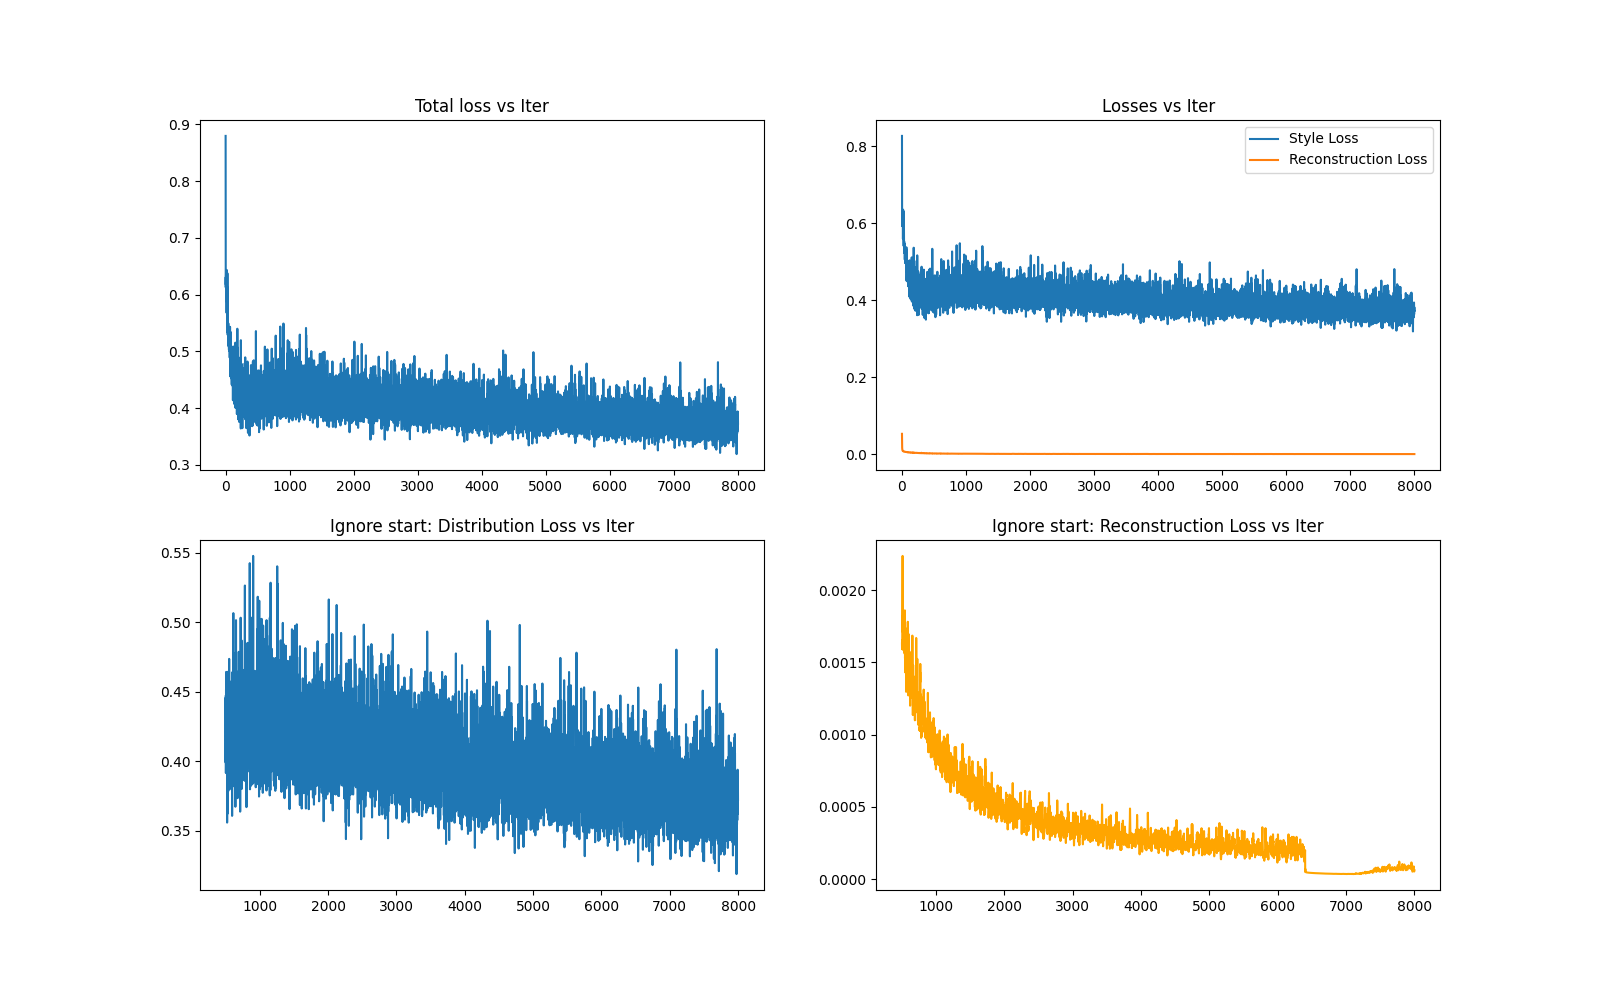 Total loss vs Iter
0.9
0.8
0.7
0.6
0.5
0.4
0.3
0 1000 2000 3000 4000 5000 6000 7000 8000
Losses vs Iter
Style Loss
Reconstruction Loss
0.8
0.6
0.4
0.2
0.0
0 1000 2000 3000 4000 5000 6000 7000 8000
Ignore start: Distribution Loss vs Iter
0.55
0.50
0.45
0.40
0.35
1000 2000 3000 4000 5000 6000 7000 8000
Ignore start: Reconstruction Loss vs Iter
0.0020
0.0015
0.0010
0.0005
0.0000
1000 2000 3000 4000 5000 6000 7000 8000